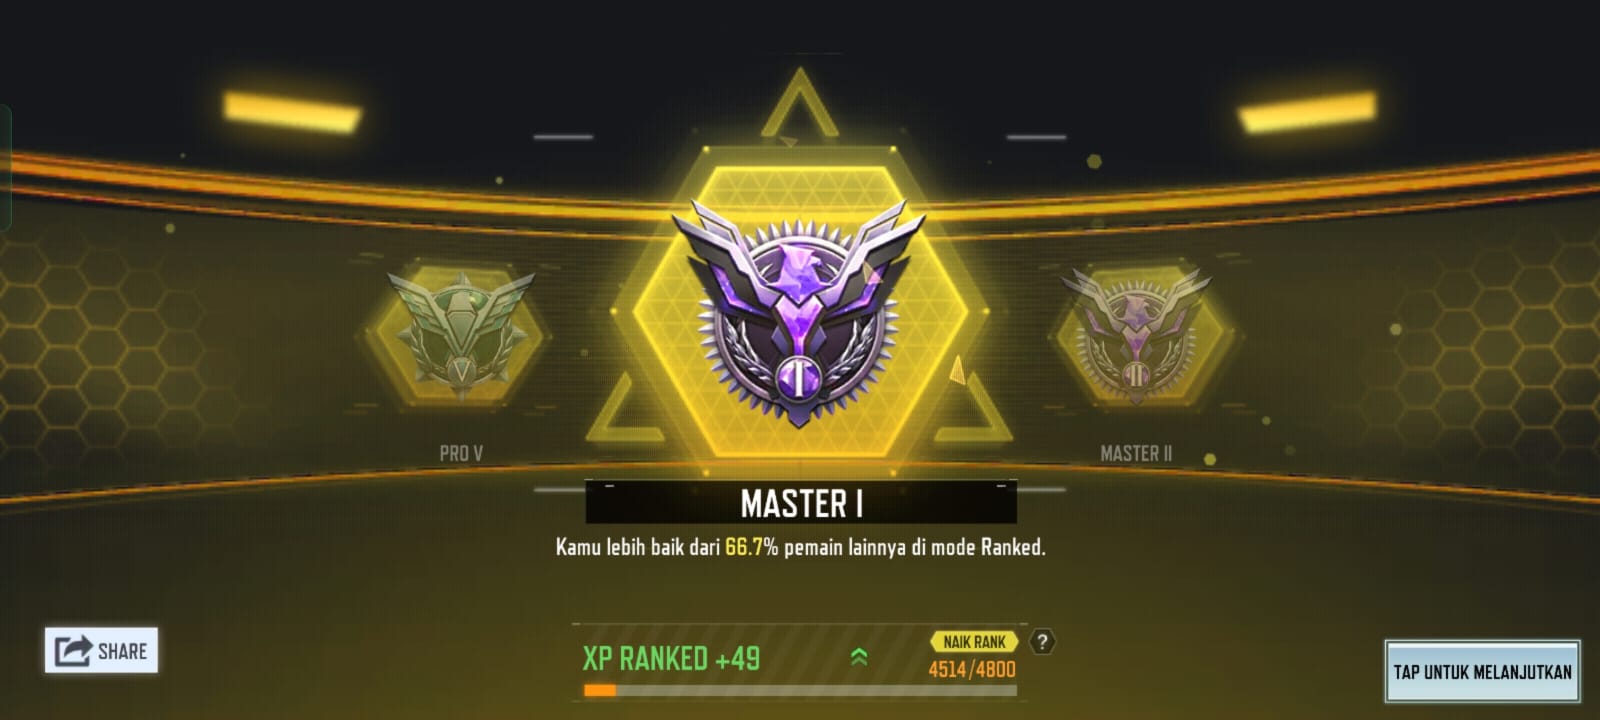 I
V
II
PRO V
MASTER II
MASTER I
Kamu lebih baik dari 66.7% pemain lainnya di mode Ranked.
SHARE
XP RANKED +49
NAIK RANK
?
4514/4800
TAP UNTUK MELANJUTKAN